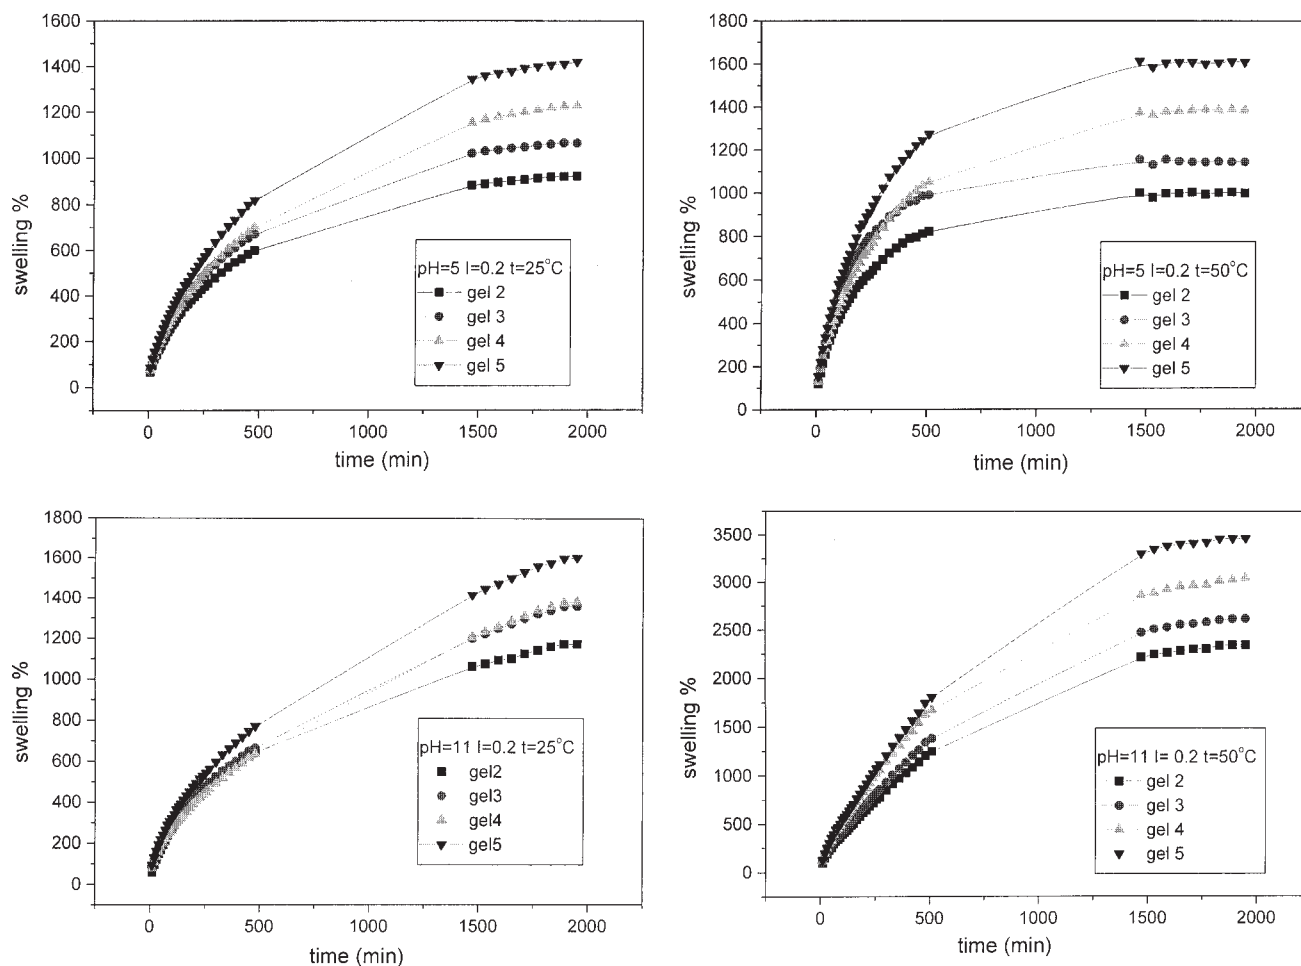 1600
1400
1200
1000
800
600
400
200
0
swelling %
pH=5 I=0.2 t=25°C
gel 2
gel 3
gel 4
gel 5
0 500 1000 1500 2000
time (min)
1800
1600
1400
1200
1000
800
600
400
200
0
swelling %
pH=5 I=0.2 t=50°C
gel 2
gel 3
gel 4
gel 5
0 500 1000 1500 2000
time (min)
1800
1600
1400
1200
1000
800
600
400
200
0
swelling %
pH=11 I=0.2 t=25°C
gel2
gel3
gel4
gel5
0 500 1000 1500 2000
time (min)
3500
3000
2500
2000
1500
1000
500
0
swelling %
pH=11 I= 0.2 t=50°C
gel 2
gel 3
gel 4
gel 5
0 500 1000 1500 2000
time (min)